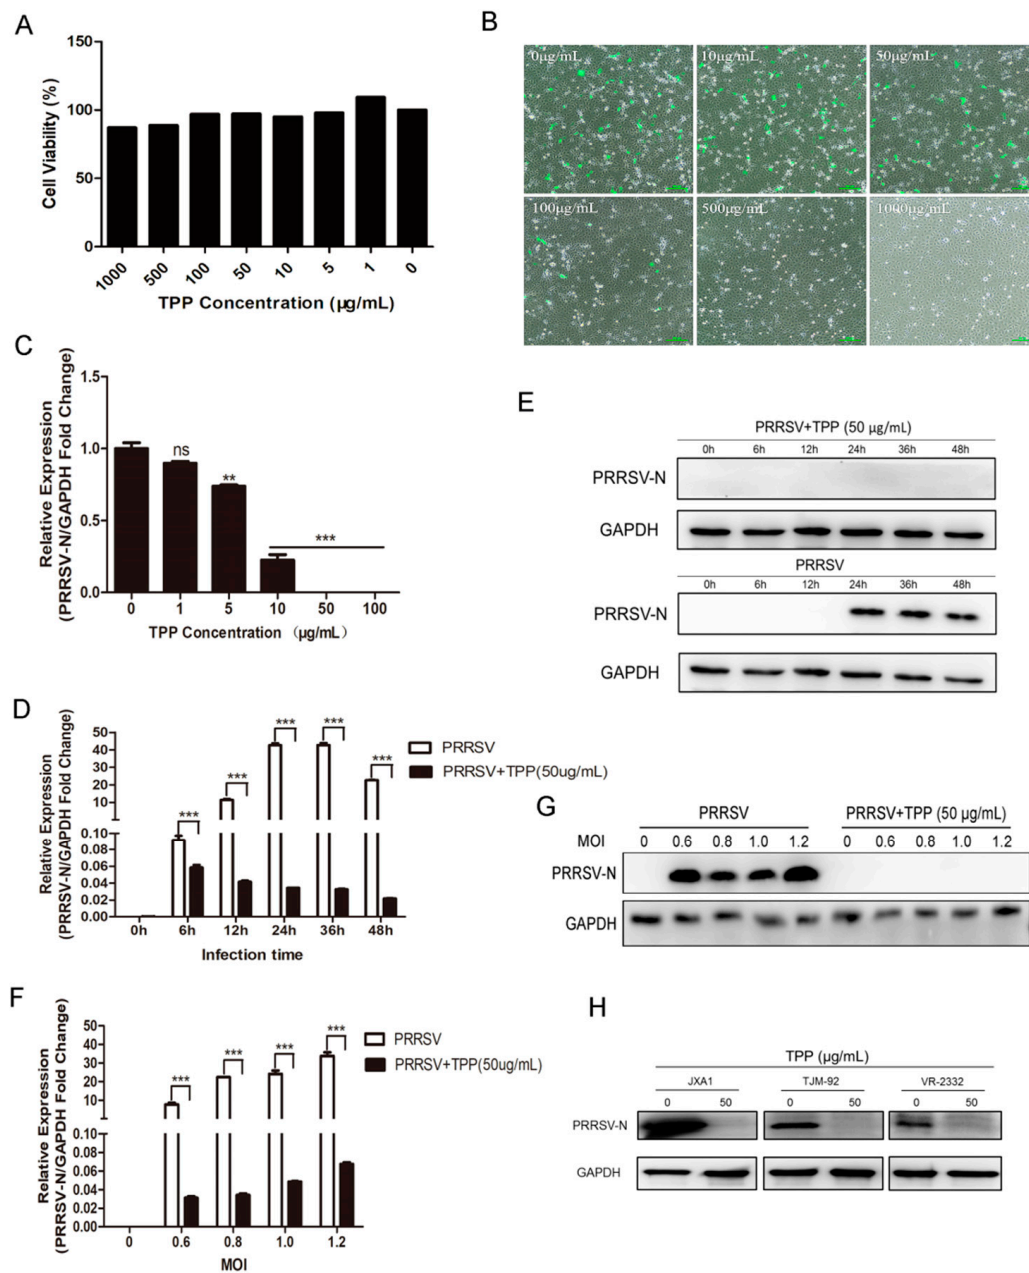 A
150
100
50
0
Cell Viability (%)
1000 500 100 50 10 5 1 0
TPP Concentration (μg/mL)
B
0μg/mL 10μg/mL 50μg/mL
100μg/mL 500μg/mL 1000μg/mL
C
Relative Expression
(PRRSV-N/GAPDH Fold Change)
1.5
1.0
0.5
0.0
ns
**
***
0 1 5 10 50 100
TPP Concentration （μg/mL）
E
PRRSV+TPP (50 μg/mL)
0h 6h 12h 24h 36h 48h
PRRSV-N
GAPDH
PRRSV
0h 6h 12h 24h 36h 48h
PRRSV-N
GAPDH
D
Relative Expression
(PRRSV-N/GAPDH Fold Change)
50
40
30
20
10
0.10
0.08
0.06
0.04
0.02
0.00
*** *** *** *** ***
PRRSV
PRRSV+TPP(50ug/mL)
0h 6h 12h 24h 36h 48h
Infection time
G
PRRSV PRRSV+TPP (50 μg/mL)
MOI 0 0.6 0.8 1.0 1.2 0 0.6 0.8 1.0 1.2
PRRSV-N
GAPDH
F
Relative Expression
(PRRSV-N/GAPDH Fold Change)
50
40
30
20
10
0.10
0.08
0.06
0.04
0.02
0.00
*** *** *** ***
PRRSV
PRRSV+TPP(50ug/mL)
0 0.6 0.8 1.0 1.2
MOI
H
TPP (μg/mL)
JXA1 TJM-92 VR-2332
0 50 0 50 0 50
PRRSV-N
GAPDH